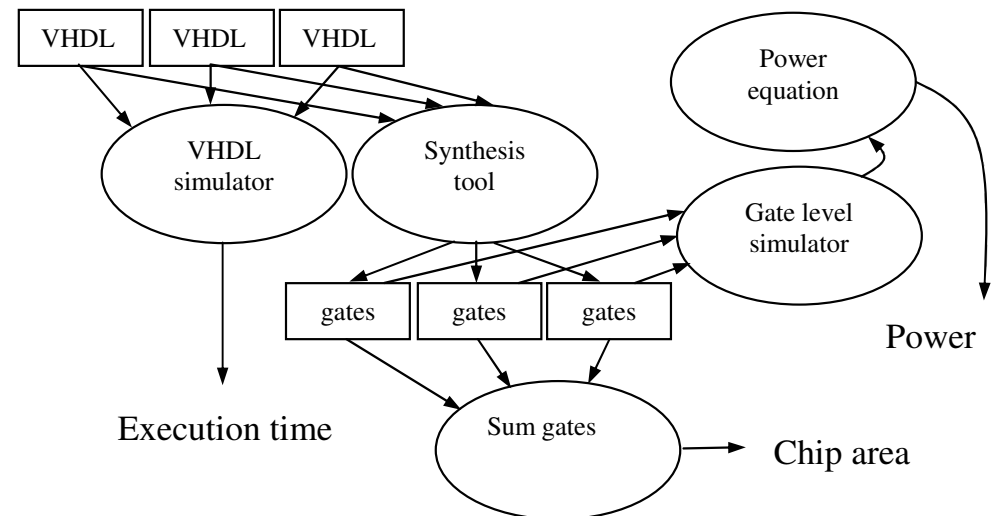 VHDL
VHDL
VHDL
Power
equation
VHDL
simulator
Synthesis
tool
Gate level
simulator
gates
gates
gates
Power
Execution time
Sum gates
Chip area